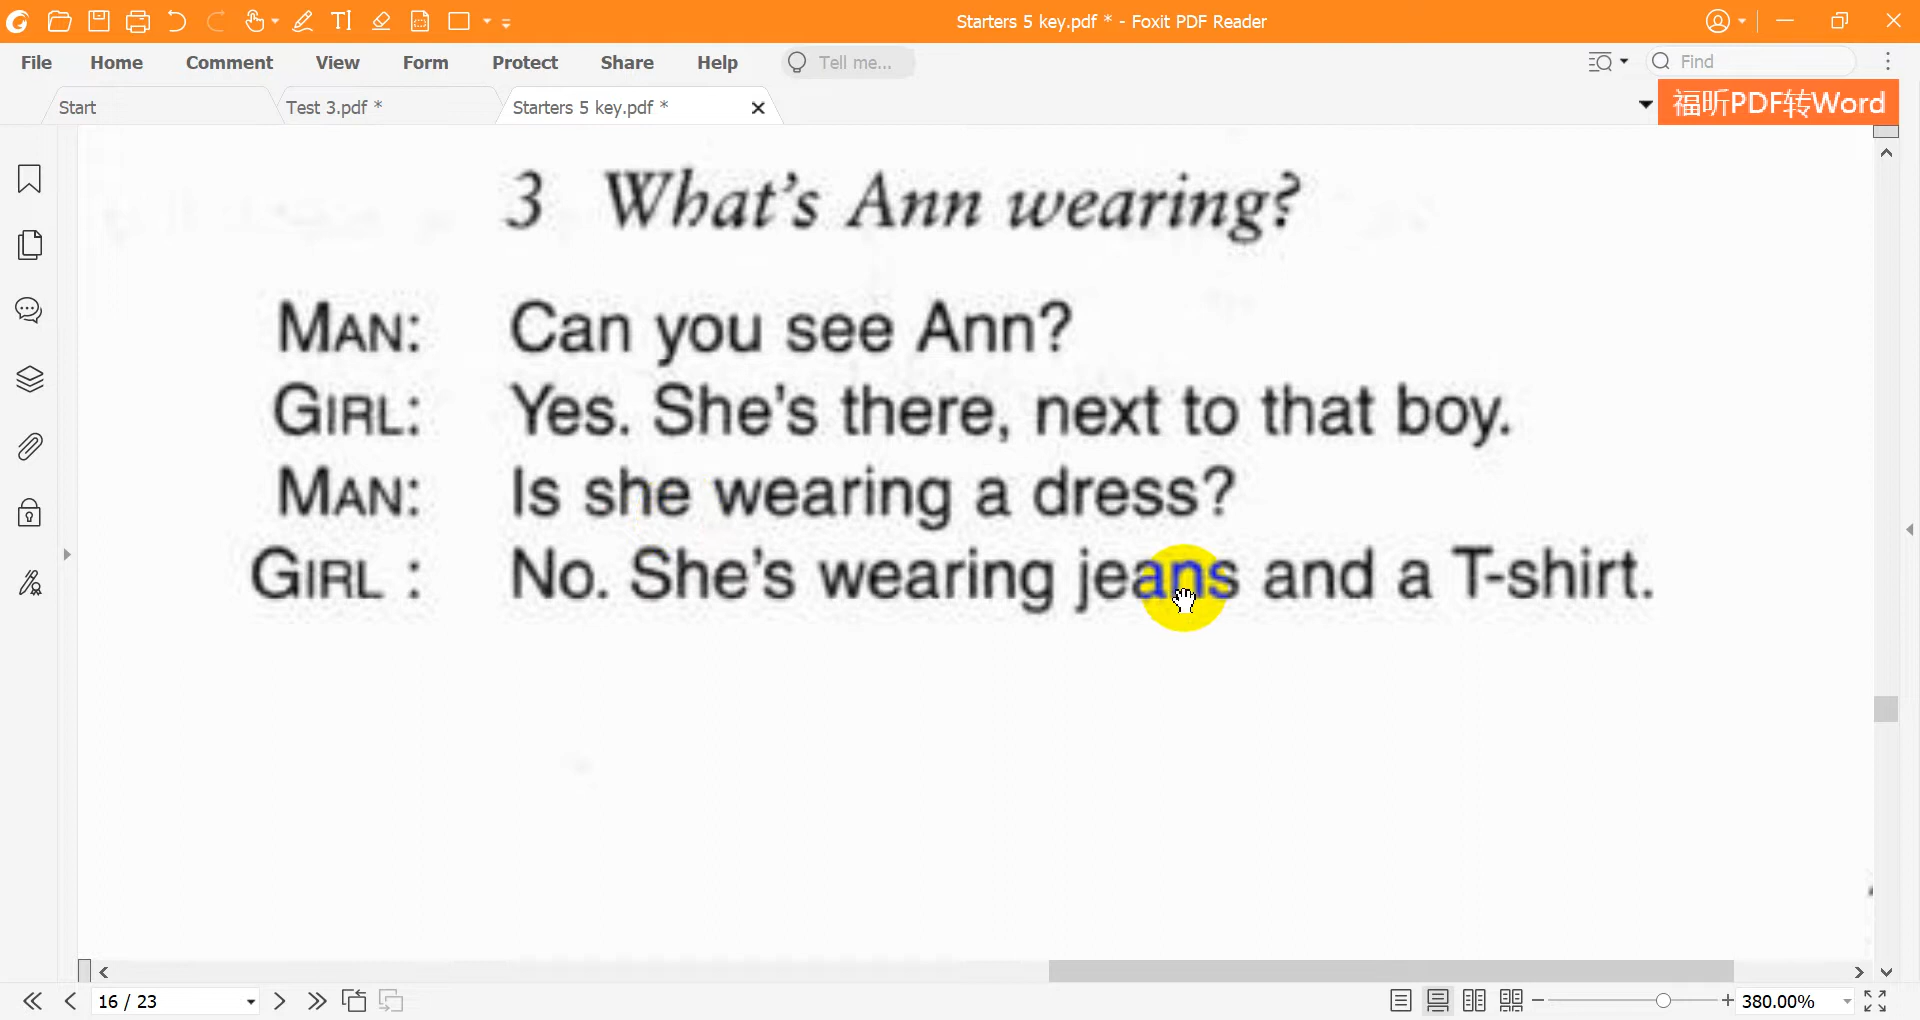 Starters 5 key.pdf * - Foxit PDF Reader
File Home Comment View Form Protect Share Help Tell me... Find
Start Test 3.pdf * Starters 5 key.pdf * 福昕PDF转Word
3 What's Ann wearing?
MAN: Can you see Ann?
GIRL: Yes. She's there, next to that boy.
MAN: Is she wearing a dress?
GIRL : No. She's wearing jeans and a T-shirt.
16 / 23 380.00%